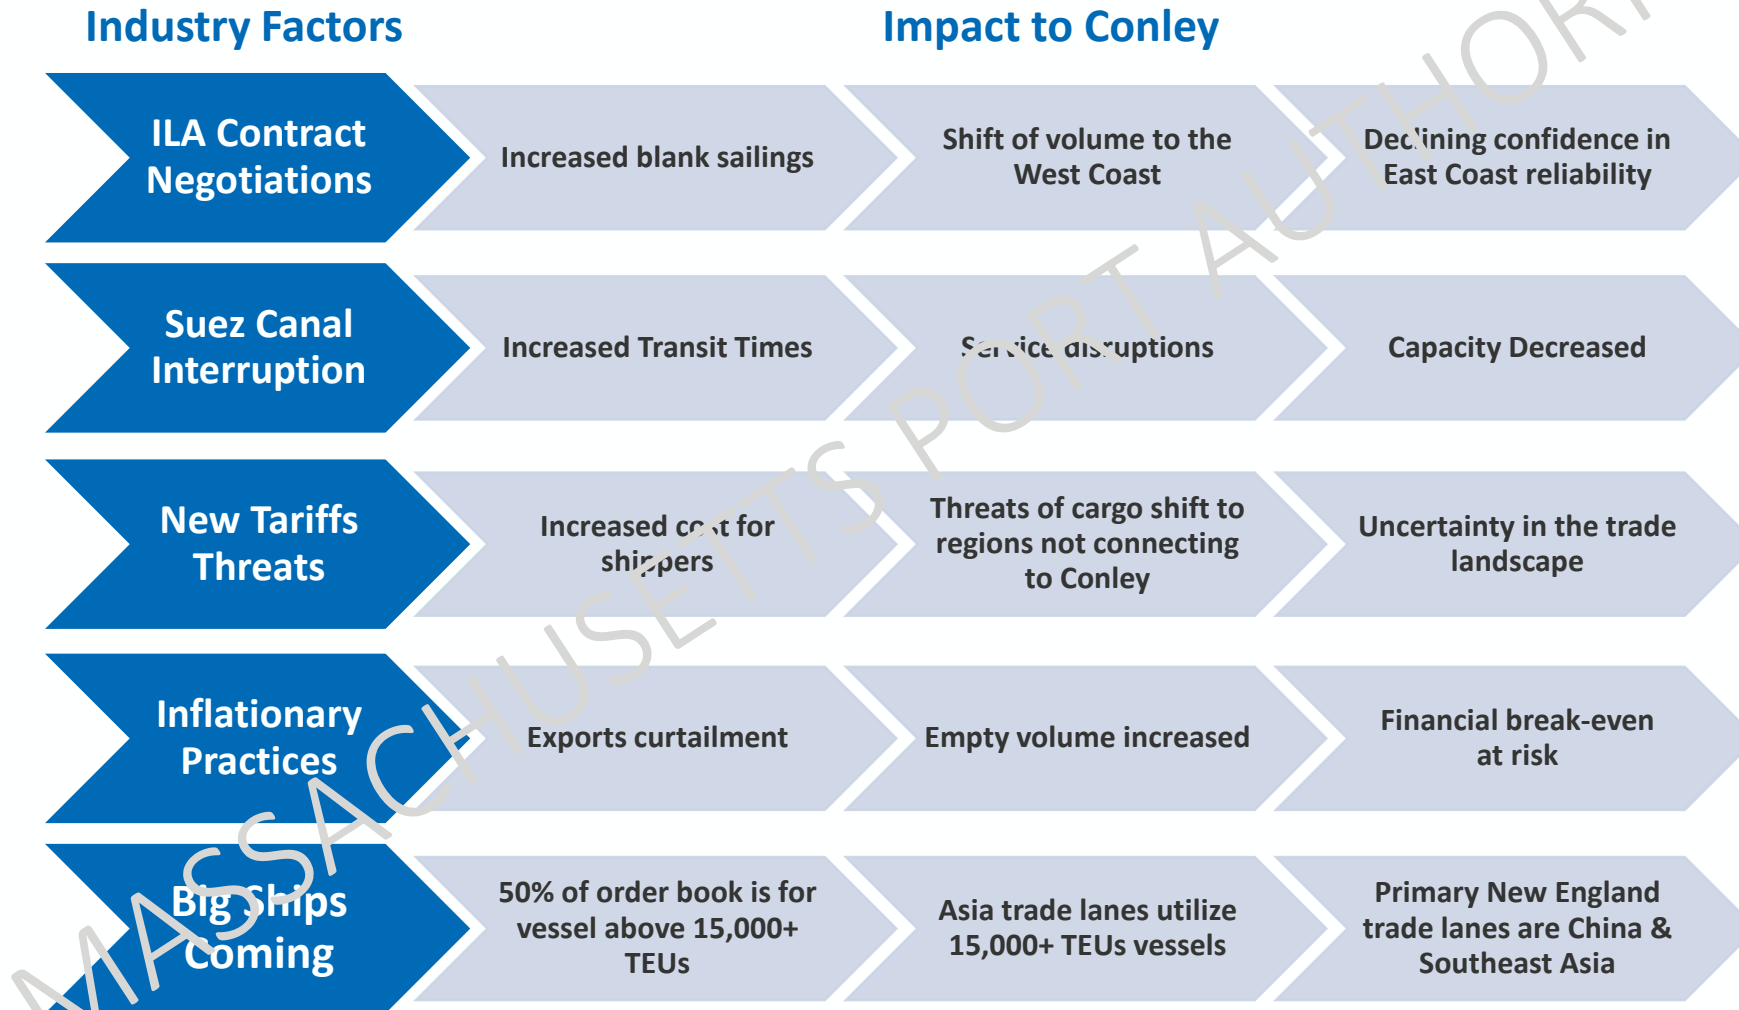 Industry Factors
Impact to Conley
ILA Contract
Negotiations
Increased blank sailings
Shift of volume to the
West Coast
Declining confidence in
East Coast reliability
Suez Canal
Interruption
Increased Transit Times
Service disruptions
Capacity Decreased
New Tariffs
Threats
Increased cost for
shippers
Threats of cargo shift to
regions not connecting
to Conley
Uncertainty in the trade
landscape
Inflationary
Practices
Exports curtailment
Empty volume increased
Financial break-even
at risk
Big Ships
Coming
50% of order book is for
vessel above 15,000+
TEUs
Asia trade lanes utilize
15,000+ TEUs vessels
Primary New England
trade lanes are China &
Southeast Asia
MASSACHUSETTS PORT AUTHOR